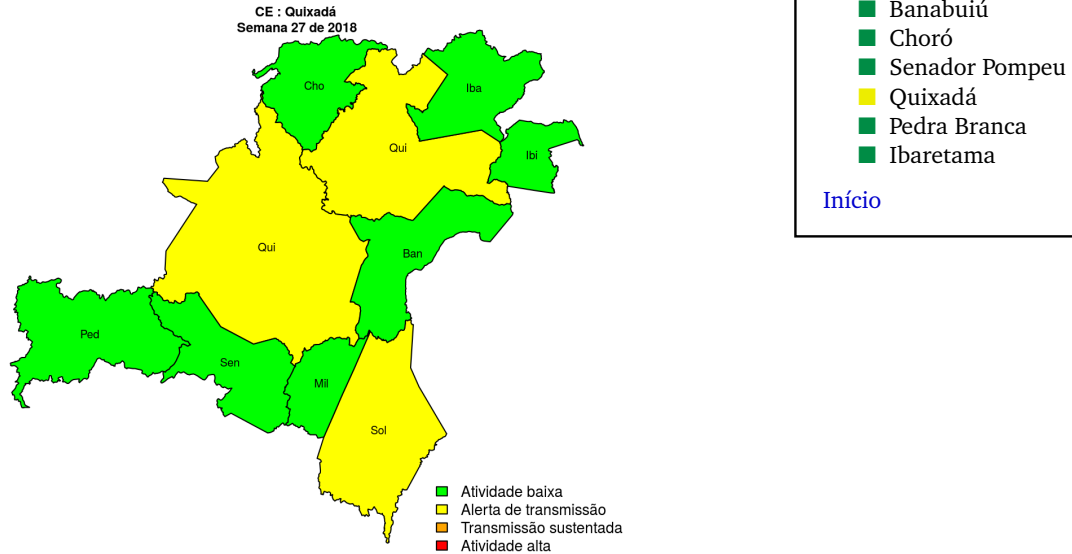 CE : Quixadá
Semana 27 de 2018
Cho
Iba
Qui
Ibi
Qui
Ban
Ped
Sen
Mil
Sol
Atividade baixa
Alerta de transmissão
Transmissão sustentada
Atividade alta
Banabuiú
Choró
Senador Pompeu
Quixadá
Pedra Branca
Ibaretama
Início